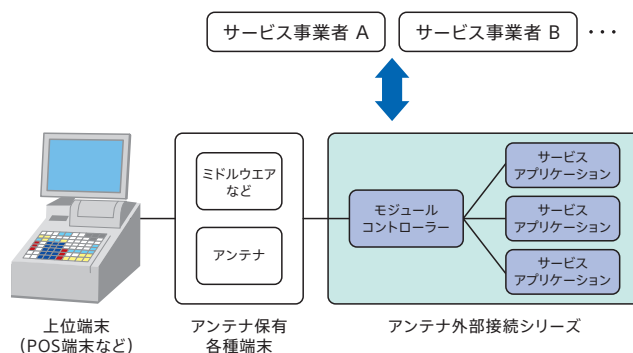 サービス事業者 A
サービス事業者 B
・・・
ミドルウエア
など
アンテナ
モジュール
コントローラー
サービス
アプリケーション
サービス
アプリケーション
サービス
アプリケーション
上位端末
(POS端末など)
アンテナ保有
各種端末
アンテナ外部接続シリーズ